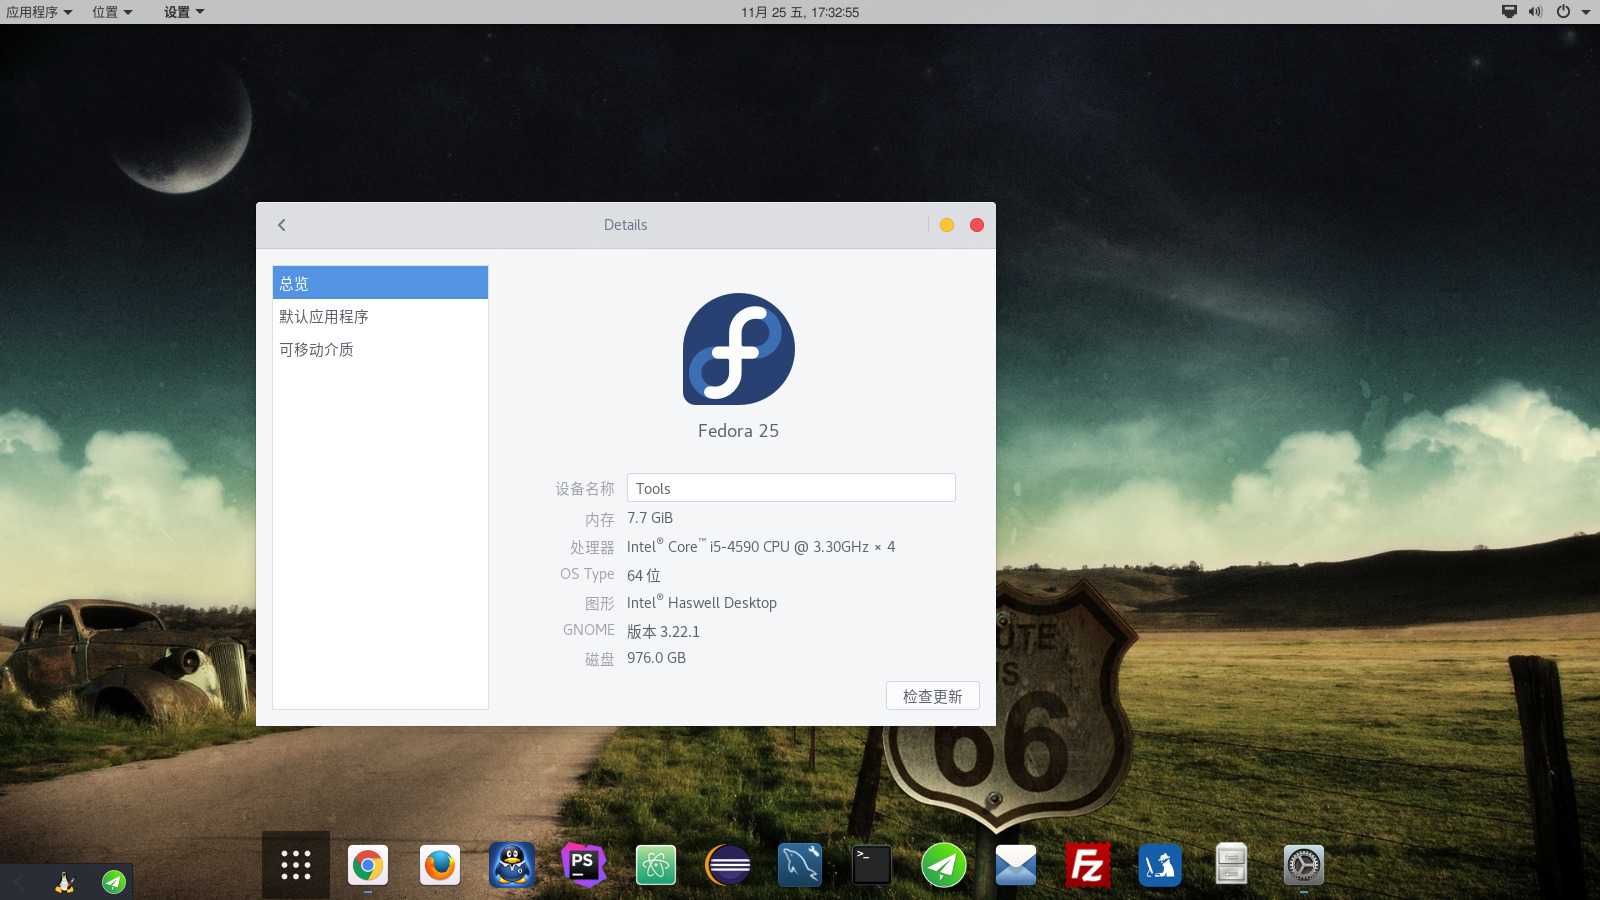 应用程序 位置 设置 11月 25 五, 17:32:55
Details
总览
默认应用程序
可移动介质
Fedora 25
设备名称 Tools
内存 7.7 GiB
处理器 Intel® Core™ i5-4590 CPU @ 3.30GHz × 4
OS Type 64 位
图形 Intel® Haswell Desktop
GNOME 版本 3.22.1
磁盘 976.0 GB
检查更新
66
PS
>_
Fz